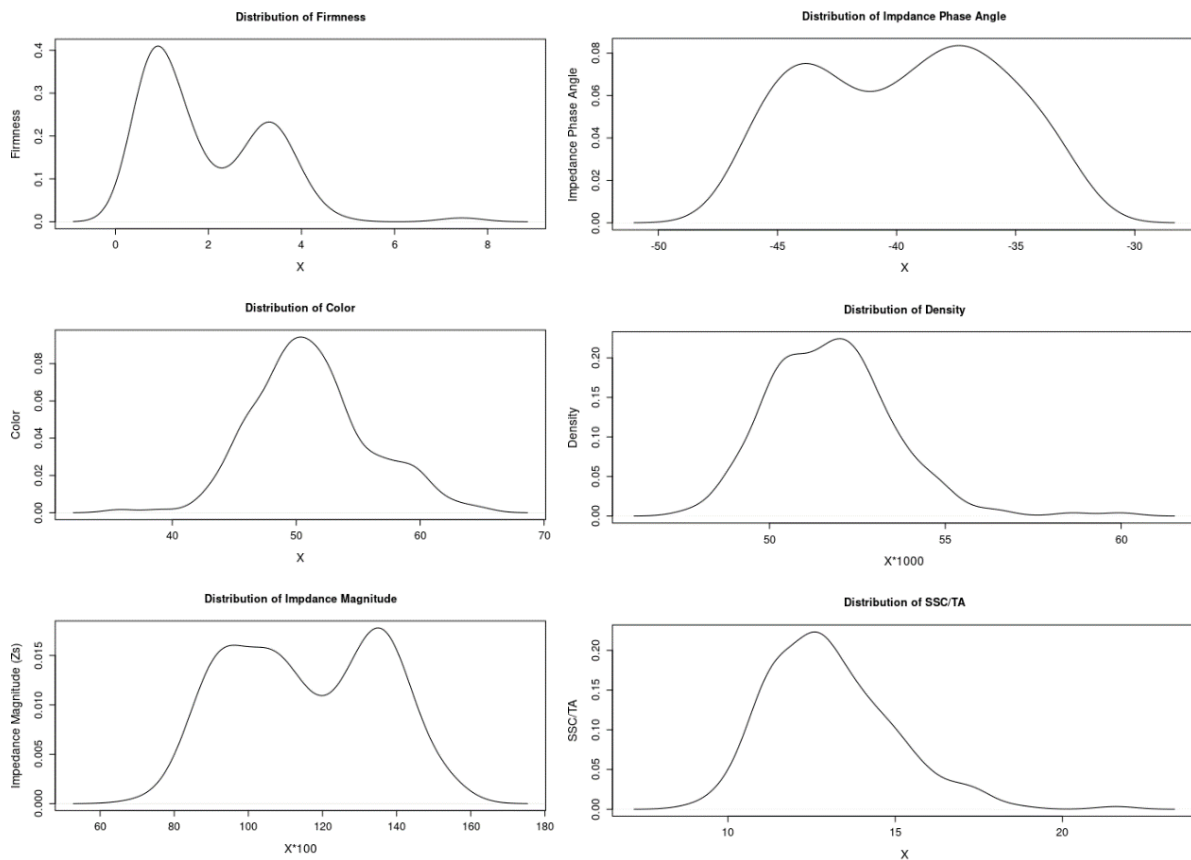 Distribution of Firmness
Firmness
0.0 0.1 0.2 0.3 0.4
0 2 4 6 8
X
Distribution of Impdance Phase Angle
Impedance Phase Angle
0.00 0.02 0.04 0.06 0.08
-50 -45 -40 -35 -30
X
Distribution of Color
Color
0.00 0.02 0.04 0.06 0.08
40 50 60 70
X
Distribution of Density
Density
0.00 0.05 0.10 0.15 0.20
50 55 60
X*1000
Distribution of Impdance Magnitude
Impedance Magnitude (Zs)
0.000 0.005 0.010 0.015
60 80 100 120 140 160 180
X*100
Distribution of SSC/TA
SSC/TA
0.00 0.05 0.10 0.15 0.20
10 15 20
X